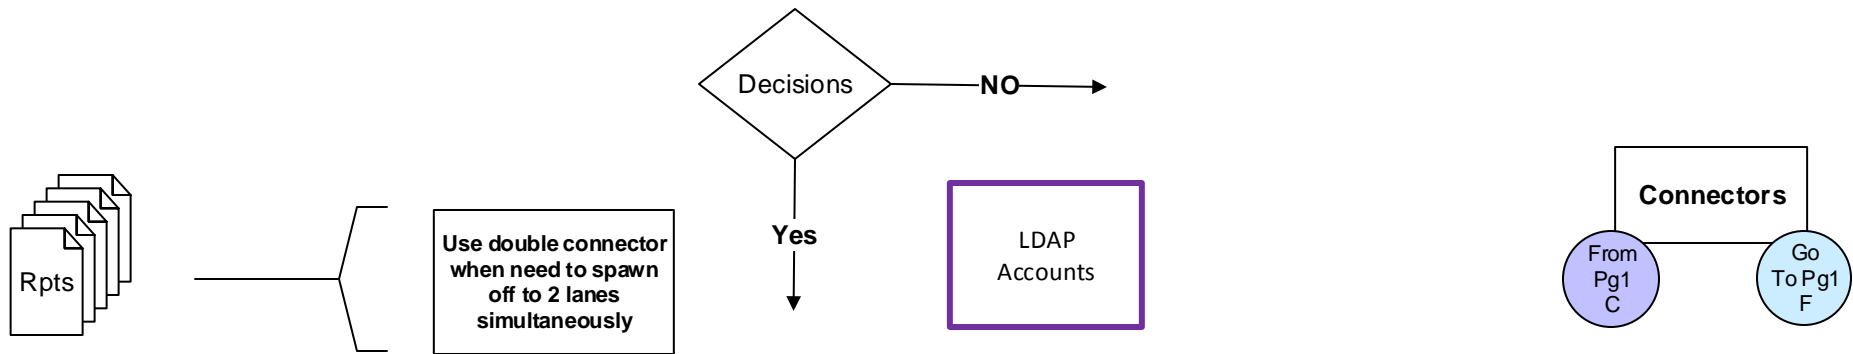 Decisions
NO
Yes
Rpts
Use double connector
when need to spawn
off to 2 lanes
simultaneously
LDAP
Accounts
Connectors
From
Pg1
C
Go
To Pg1
F